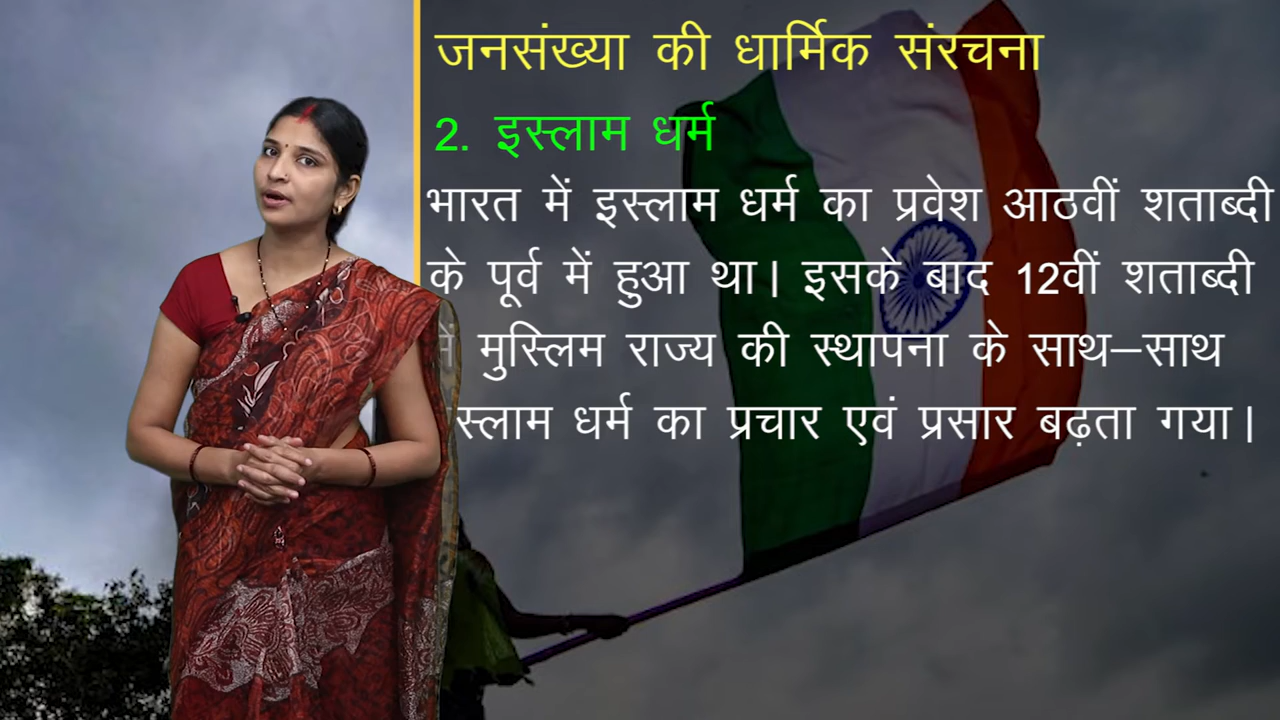 जनसंख्या की धार्मिक संरचना
2. इस्लाम धर्म
भारत में इस्लाम धर्म का प्रवेश आठवीं शताब्दी
के पूर्व में हुआ था। इसके बाद 12वीं शताब्दी
में मुस्लिम राज्य की स्थापना के साथ–साथ
स्लाम धर्म का प्रचार एवं प्रसार बढ़ता गया।